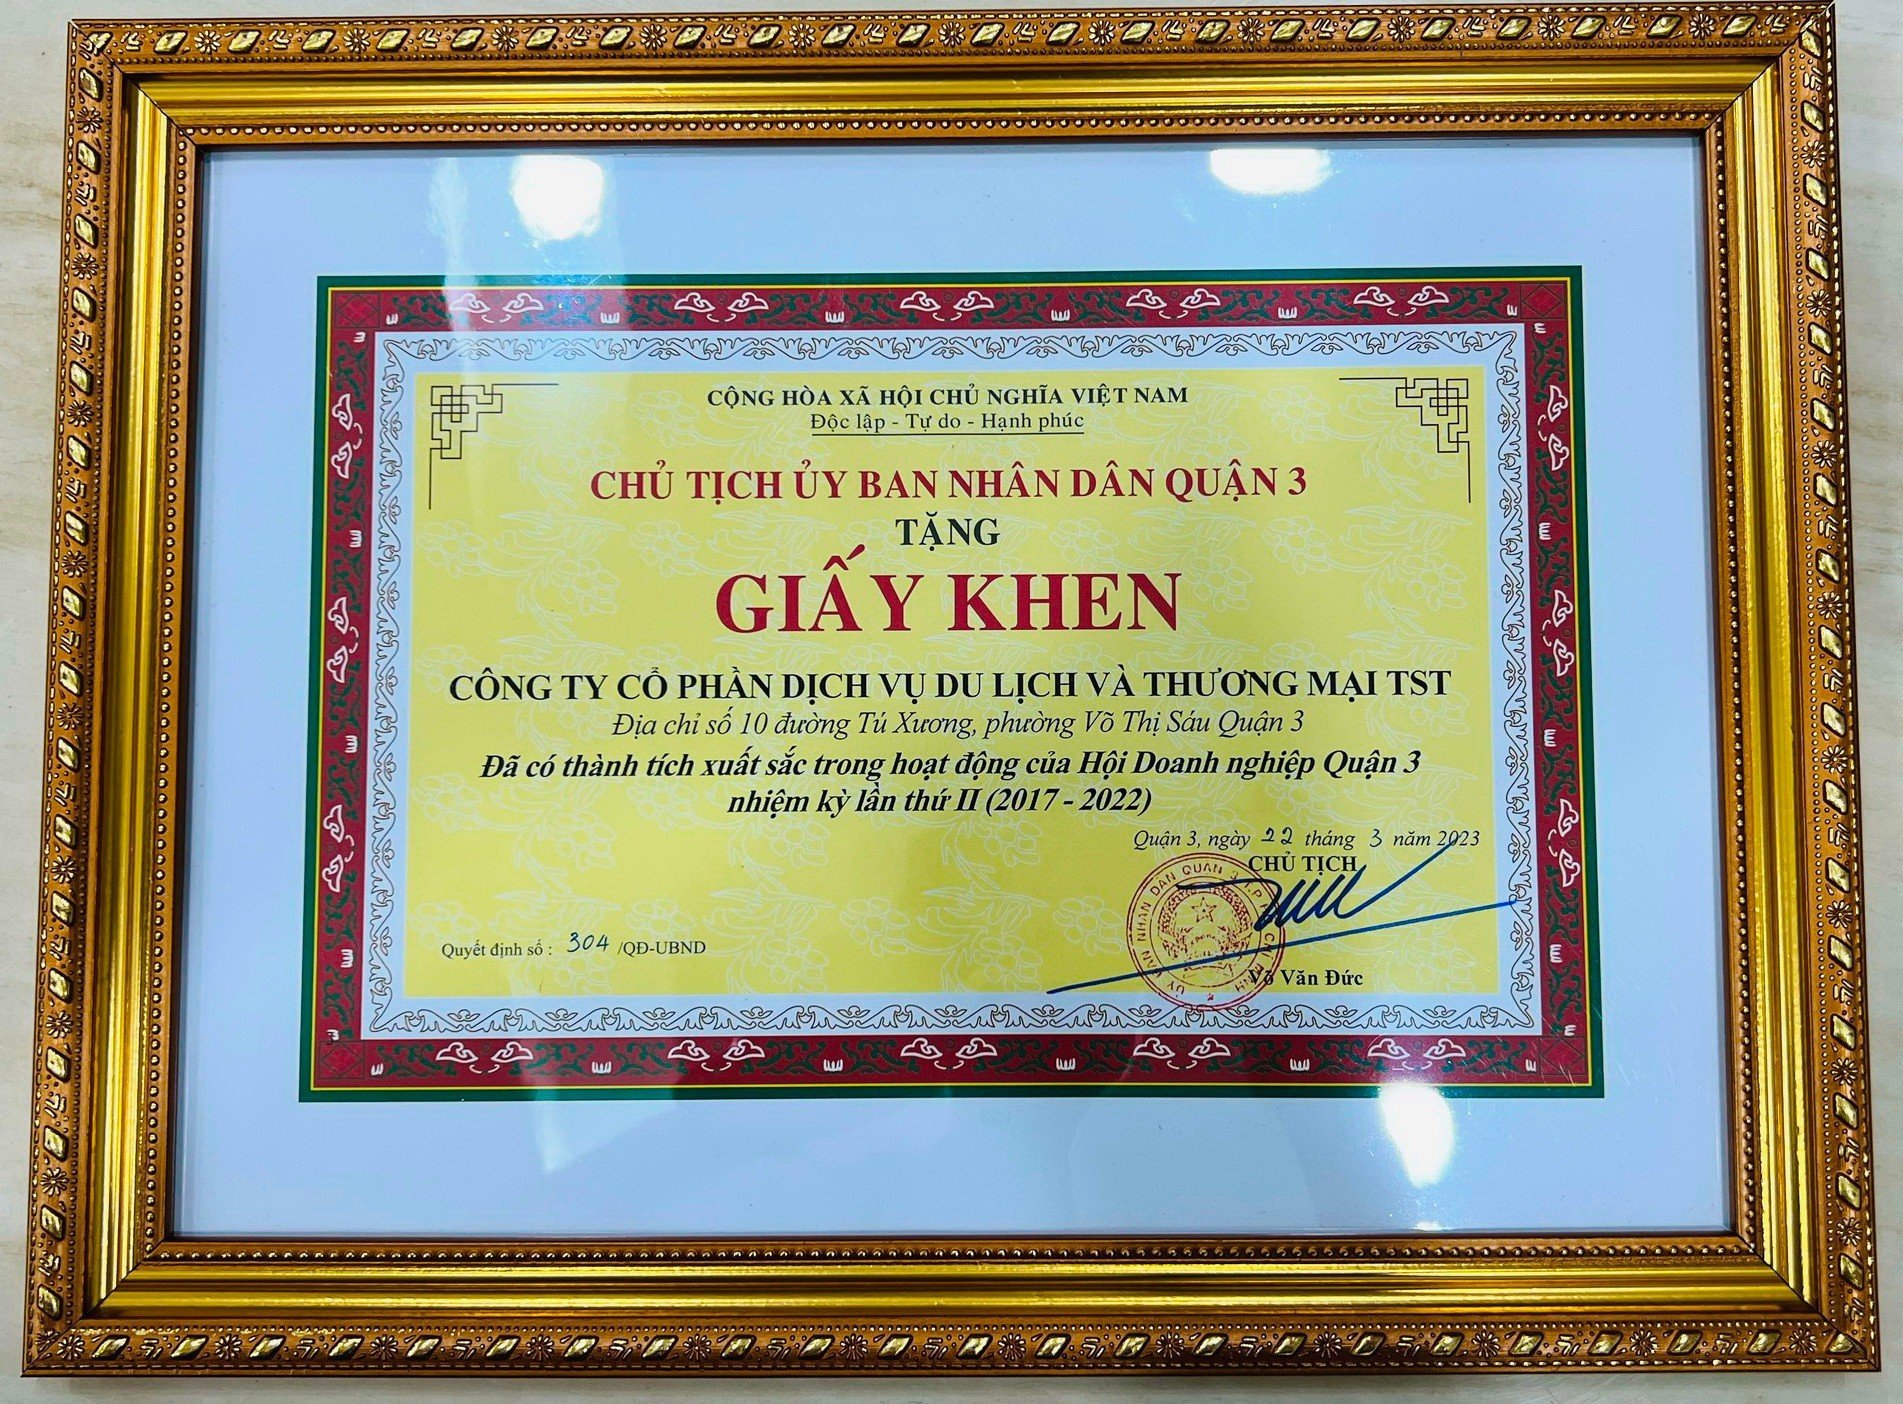 CỘNG HÒA XÃ HỘI CHỦ NGHĨA VIỆT NAM
Độc lập - Tự do - Hạnh phúc
CHỦ TỊCH ỦY BAN NHÂN DÂN QUẬN 3
TẶNG
GIẤY KHEN
CÔNG TY CỔ PHẦN DỊCH VỤ DU LỊCH VÀ THƯƠNG MẠI TST
Địa chỉ số 10 đường Tú Xương, phường Võ Thị Sáu Quận 3
Đã có thành tích xuất sắc trong hoạt động của Hội Doanh nghiệp Quận 3
nhiệm kỳ lần thứ II (2017 - 2022)
Quận 3, ngày 22 tháng 3 năm 2023
CHỦ TỊCH
Quyết định số : 304 /QĐ-UBND
Võ Văn Đức